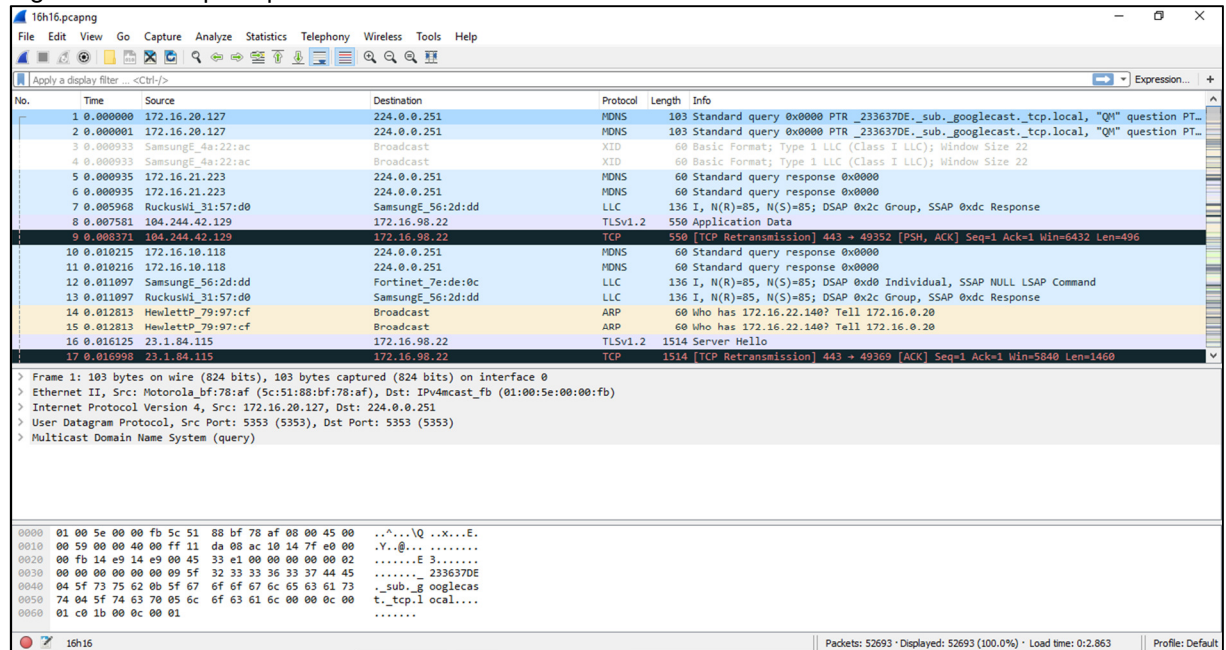 16h16.pcapng
File Edit View Go Capture Analyze Statistics Telephony Wireless Tools Help
Apply a display filter ... <Ctrl-/> Expression... +
No. Time Source Destination Protocol Length Info
1 0.000000 172.16.20.127 224.0.0.251 MDNS 103 Standard query 0x0000 PTR _233637DE._sub._googlecast._tcp.local, "QM" question PT…
2 0.000001 172.16.20.127 224.0.0.251 MDNS 103 Standard query 0x0000 PTR _233637DE._sub._googlecast._tcp.local, "QM" question PT…
3 0.000933 SamsungE_4a:22:ac Broadcast XID 60 Basic Format; Type 1 LLC (Class I LLC); Window Size 22
4 0.000933 SamsungE_4a:22:ac Broadcast XID 60 Basic Format; Type 1 LLC (Class I LLC); Window Size 22
5 0.000935 172.16.21.223 224.0.0.251 MDNS 60 Standard query response 0x0000
6 0.000935 172.16.21.223 224.0.0.251 MDNS 60 Standard query response 0x0000
7 0.005968 RuckusWi_31:57:d0 SamsungE_56:2d:dd LLC 136 I, N(R)=85, N(S)=85; DSAP 0x2c Group, SSAP 0xdc Response
8 0.007581 104.244.42.129 172.16.98.22 TLSv1.2 550 Application Data
9 0.008371 104.244.42.129 172.16.98.22 TCP 550 [TCP Retransmission] 443 → 49352 [PSH, ACK] Seq=1 Ack=1 Win=6432 Len=496
10 0.010215 172.16.10.118 224.0.0.251 MDNS 60 Standard query response 0x0000
11 0.010216 172.16.10.118 224.0.0.251 MDNS 60 Standard query response 0x0000
12 0.011097 SamsungE_56:2d:dd Fortinet_7e:de:0c LLC 136 I, N(R)=85, N(S)=85; DSAP 0xd0 Individual, SSAP NULL LSAP Command
13 0.011097 RuckusWi_31:57:d0 SamsungE_56:2d:dd LLC 136 I, N(R)=85, N(S)=85; DSAP 0x2c Group, SSAP 0xdc Response
14 0.012813 HewlettP_79:97:cf Broadcast ARP 60 Who has 172.16.22.140? Tell 172.16.0.20
15 0.012813 HewlettP_79:97:cf Broadcast ARP 60 Who has 172.16.22.140? Tell 172.16.0.20
16 0.016125 23.1.84.115 172.16.98.22 TLSv1.2 1514 Server Hello
17 0.016998 23.1.84.115 172.16.98.22 TCP 1514 [TCP Retransmission] 443 → 49369 [ACK] Seq=1 Ack=1 Win=5840 Len=1460
> Frame 1: 103 bytes on wire (824 bits), 103 bytes captured (824 bits) on interface 0
> Ethernet II, Src: Motorola_bf:78:af (5c:51:88:bf:78:af), Dst: IPv4mcast_fb (01:00:5e:00:00:fb)
> Internet Protocol Version 4, Src: 172.16.20.127, Dst: 224.0.0.251
> User Datagram Protocol, Src Port: 5353 (5353), Dst Port: 5353 (5353)
> Multicast Domain Name System (query)
0000 01 00 5e 00 00 fb 5c 51 88 bf 78 af 08 00 45 00 ..^...\Q ..x...E.
0010 00 59 00 00 40 00 ff 11 da 08 ac 10 14 7f e0 00 .Y..@... ........
0020 00 fb 14 e9 14 e9 00 45 33 e1 00 00 00 00 00 02 .......E 3.......
0030 00 00 00 00 00 00 09 5f 32 33 33 36 33 37 44 45 ......._ 233637DE
0040 04 5f 73 75 62 0b 5f 67 6f 6f 67 6c 65 63 61 73 ._sub._g ooglecas
0050 74 04 5f 74 63 70 05 6c 6f 63 61 6c 00 00 0c 00 t._tcp.l ocal....
0060 01 c0 1b 00 0c 00 01 .......
16h16 Packets: 52693 · Displayed: 52693 (100.0%) · Load time: 0:2.863 Profile: Default